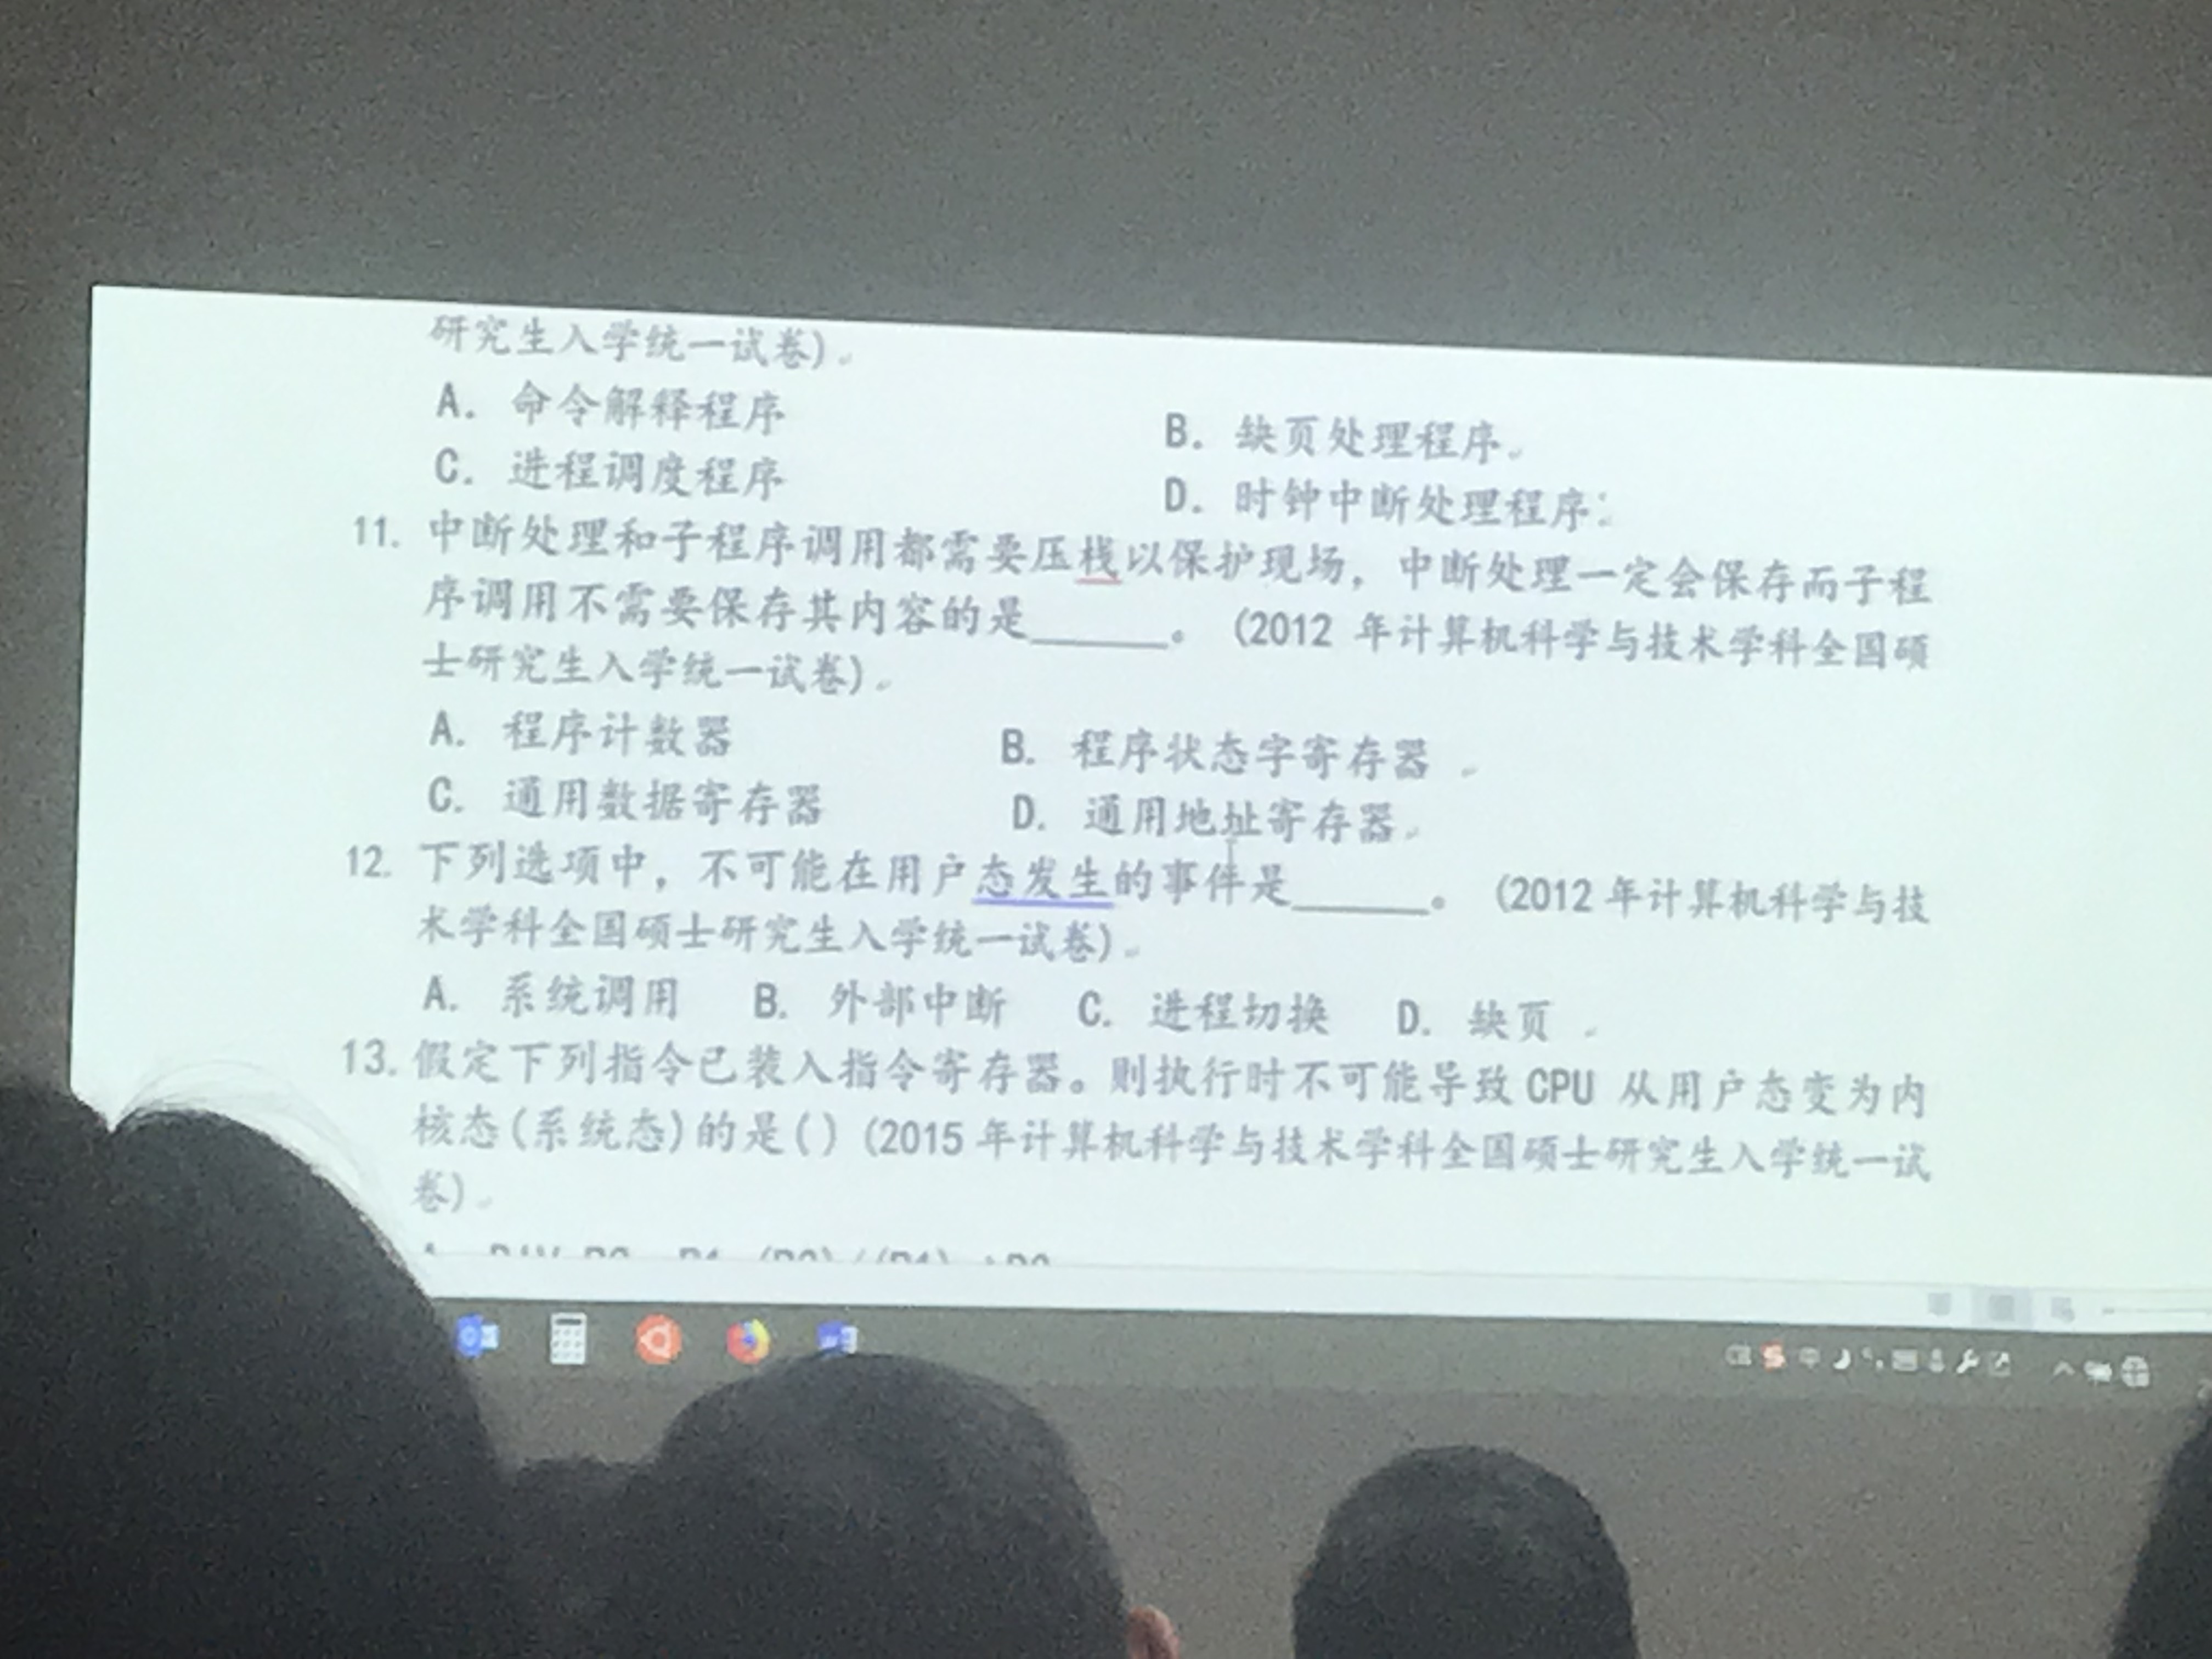 研究生入学统一试卷)
A. 命令解释程序 B. 缺页处理程序
C. 进程调度程序 D. 时钟中断处理程序
11. 中断处理和子程序调用都需要压栈以保护现场，中断处理一定会保存而子程
序调用不需要保存其内容的是______。 (2012 年计算机科学与技术学科全国硕
士研究生入学统一试卷)
A. 程序计数器 B. 程序状态字寄存器
C. 通用数据寄存器 D. 通用地址寄存器
12. 下列选项中，不可能在用户态发生的事件是______。 (2012 年计算机科学与技
术学科全国硕士研究生入学统一试卷)
A. 系统调用 B. 外部中断 C. 进程切换 D. 缺页
13. 假定下列指令已装入指令寄存器。则执行时不可能导致 CPU 从用户态变为内
核态(系统态)的是() (2015 年计算机科学与技术学科全国硕士研究生入学统一试
卷)